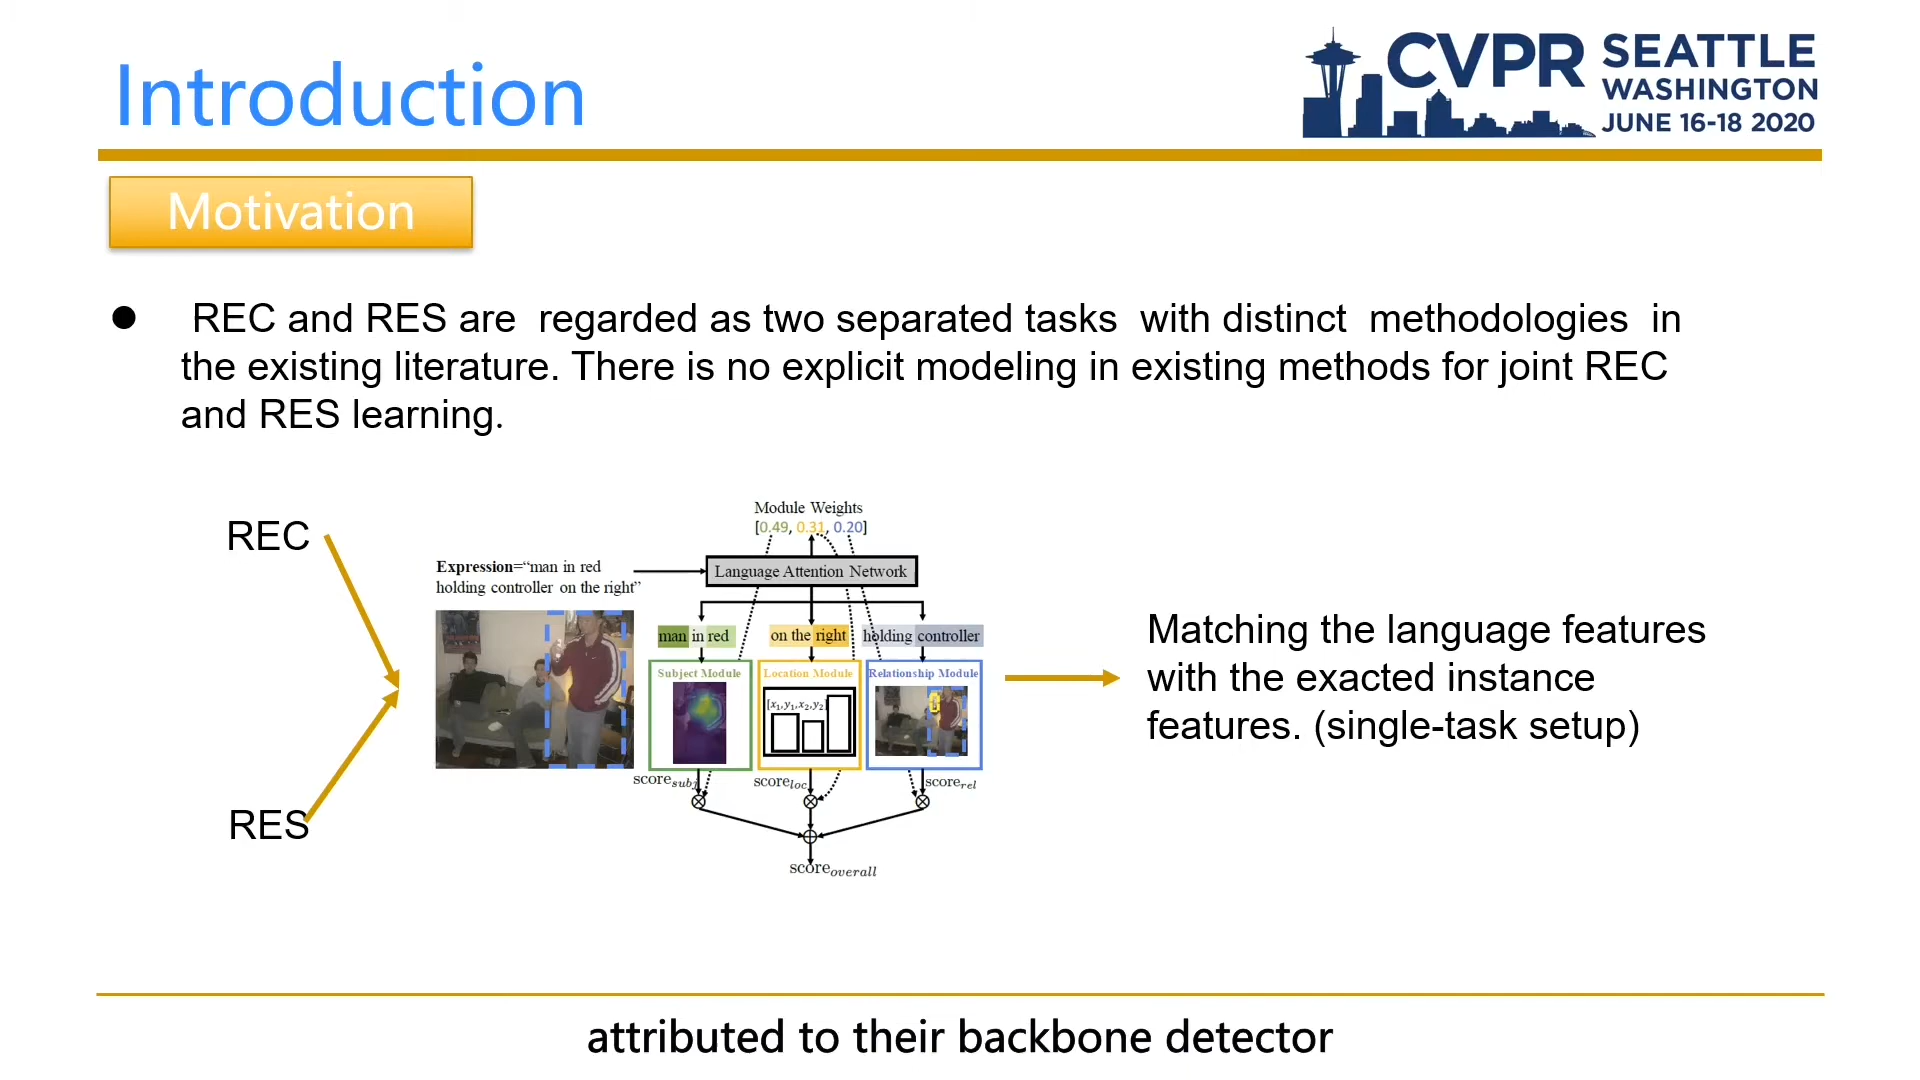 Introduction
CVPR SEATTLE
WASHINGTON
JUNE 16-18 2020
Motivation
REC and RES are regarded as two separated tasks with distinct methodologies in
the existing literature. There is no explicit modeling in existing methods for joint REC
and RES learning.
REC
RES
Module Weights
[0.49, 0.31, 0.20]
Expression=“man in red
holding controller on the right”
Language Attention Network
man in red
on the right
holding controller
Subject Module
Location Module
Relationship Module
[x1,y1,x2,y2]
scoresubj
scoreloc
scorerel
scoreoverall
Matching the language features
with the exacted instance
features. (single-task setup)
attributed to their backbone detector